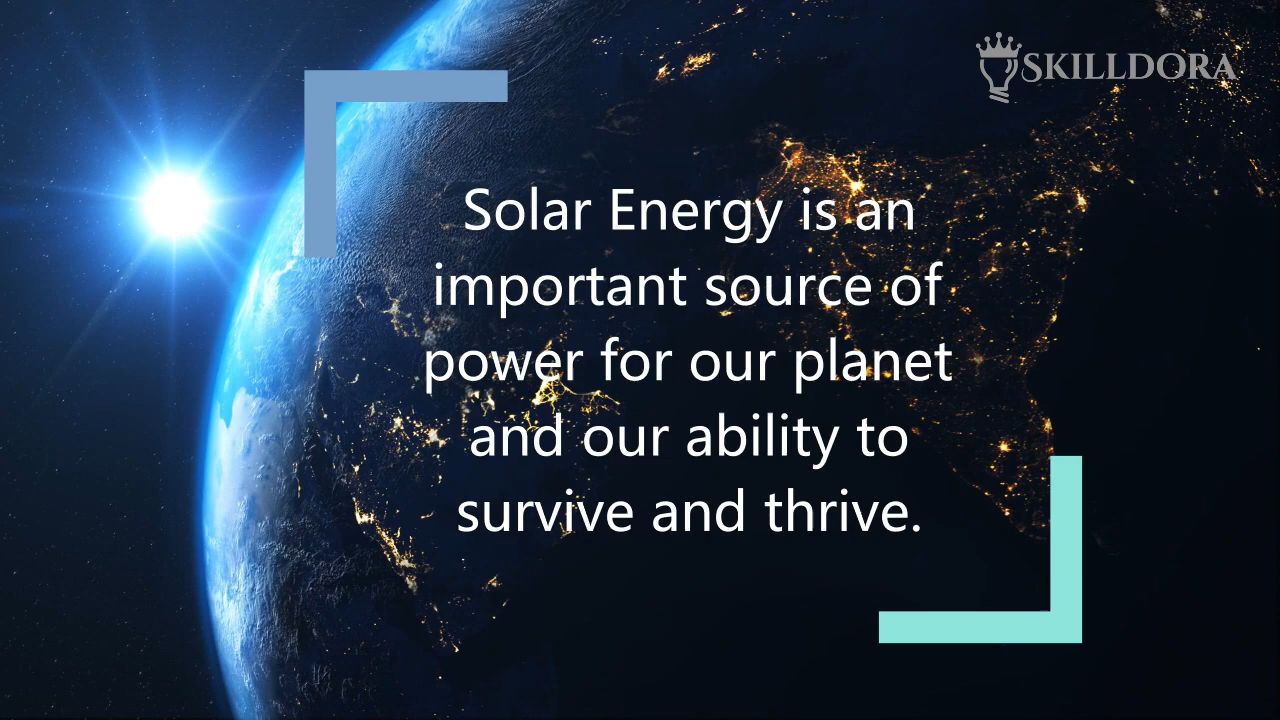 SKILLDORA
Solar Energy is an
important source of
power for our planet
and our ability to
survive and thrive.